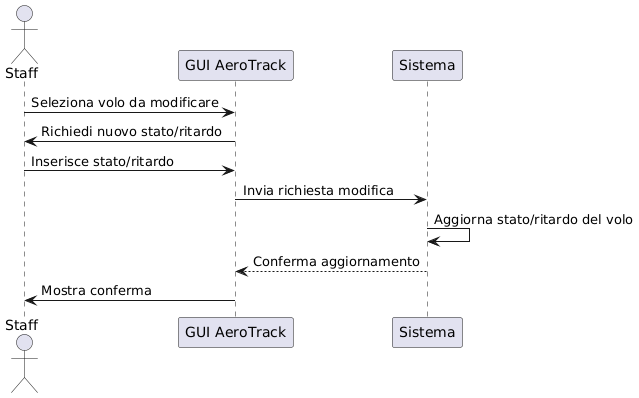 Staff
GUI AeroTrack
Sistema
Seleziona volo da modificare
Richiedi nuovo stato/ritardo
Inserisce stato/ritardo
Invia richiesta modifica
Aggiorna stato/ritardo del volo
Conferma aggiornamento
Mostra conferma
Staff
GUI AeroTrack
Sistema